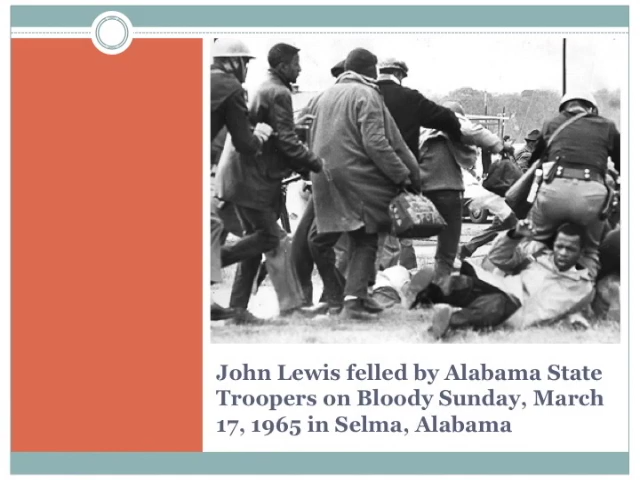 John Lewis felled by Alabama State
Troopers on Bloody Sunday, March
17, 1965 in Selma, Alabama